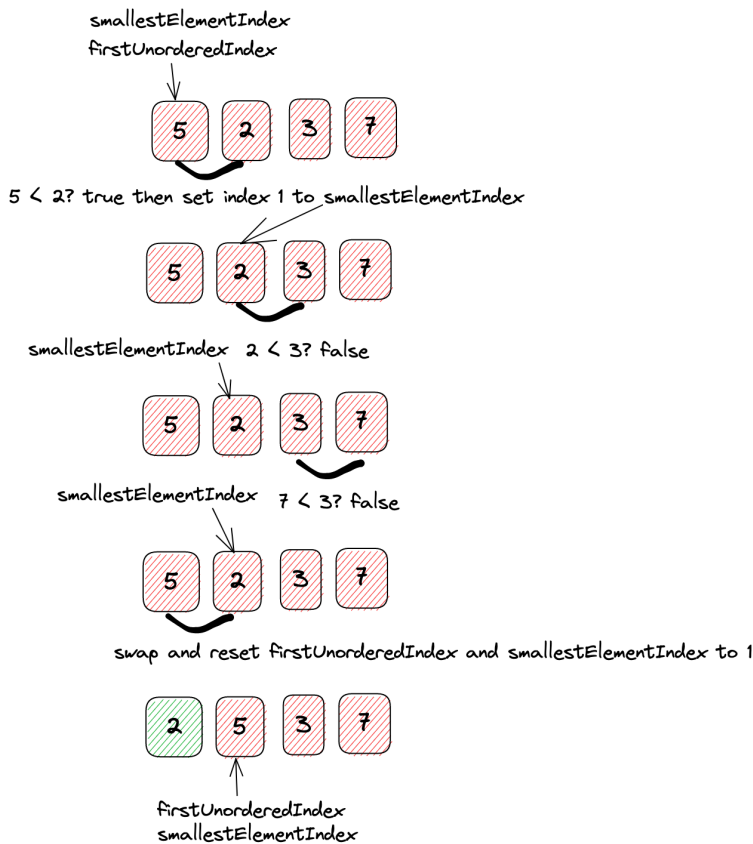 smallestElementIndex
firstUnorderedIndex
5 2 3 7
5 < 2? true then set index 1 to smallestElementIndex
5 2 3 7
smallestElementIndex 2 < 3? false
5 2 3 7
smallestElementIndex 7 < 3? false
5 2 3 7
swap and reset firstUnorderedIndex and smallestElementIndex to 1
2 5 3 7
firstUnorderedIndex
smallestElementIndex